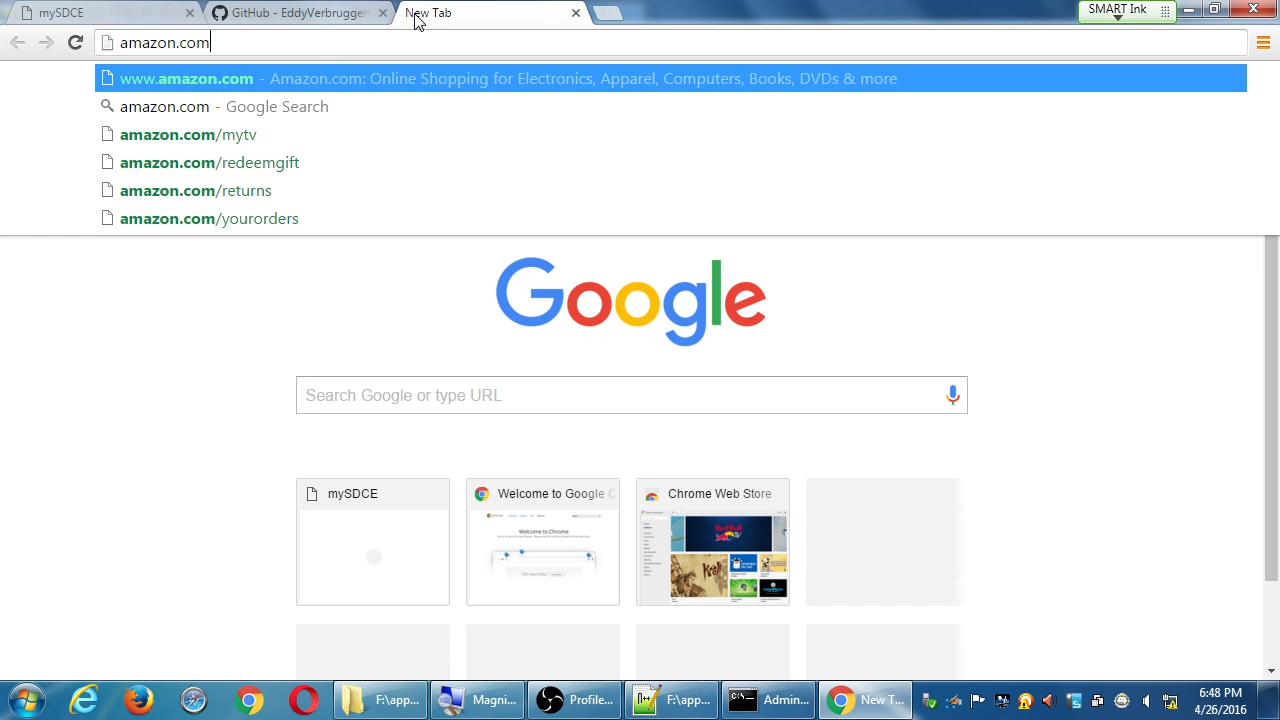 mySDCE
GitHub - EddyVerbruggen
New Tab
SMART Ink
amazon.com
www.amazon.com - Amazon.com: Online Shopping for Electronics, Apparel, Computers, Books, DVDs & more
amazon.com - Google Search
amazon.com/mytv
amazon.com/redeemgift
amazon.com/returns
amazon.com/yourorders
Google
Search Google or type URL
mySDCE
Welcome to Google C
Chrome Web Store
Welcome to Chrome
F:\app...
Magni...
Profile...
F:\app...
Admin...
New T...
6:48 PM
4/26/2016